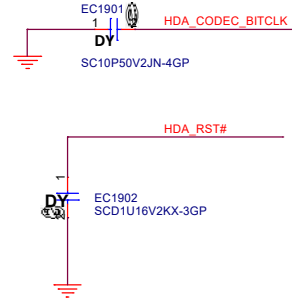 EC1901
1
HDA_CODEC_BITCLK
DY
SC10P50V2JN-4GP
HDA_RST#
1
DY
EC1902
SCD1U16V2KX-3GP